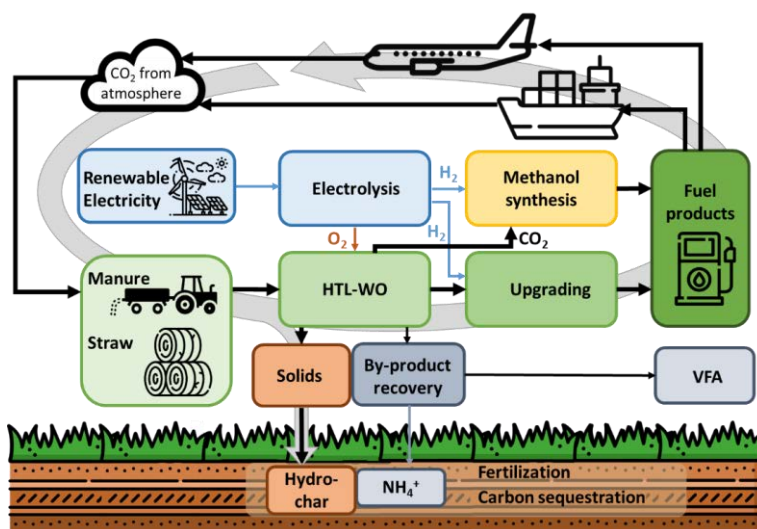 CO₂ from
atmosphere
Renewable
Electricity
Electrolysis
H₂
Methanol
synthesis
Fuel
products
O₂
H₂
CO₂
Manure
Straw
HTL-WO
Upgrading
Solids
By-product
recovery
VFA
Hydro-
char
NH₄⁺
Fertilization
Carbon sequestration